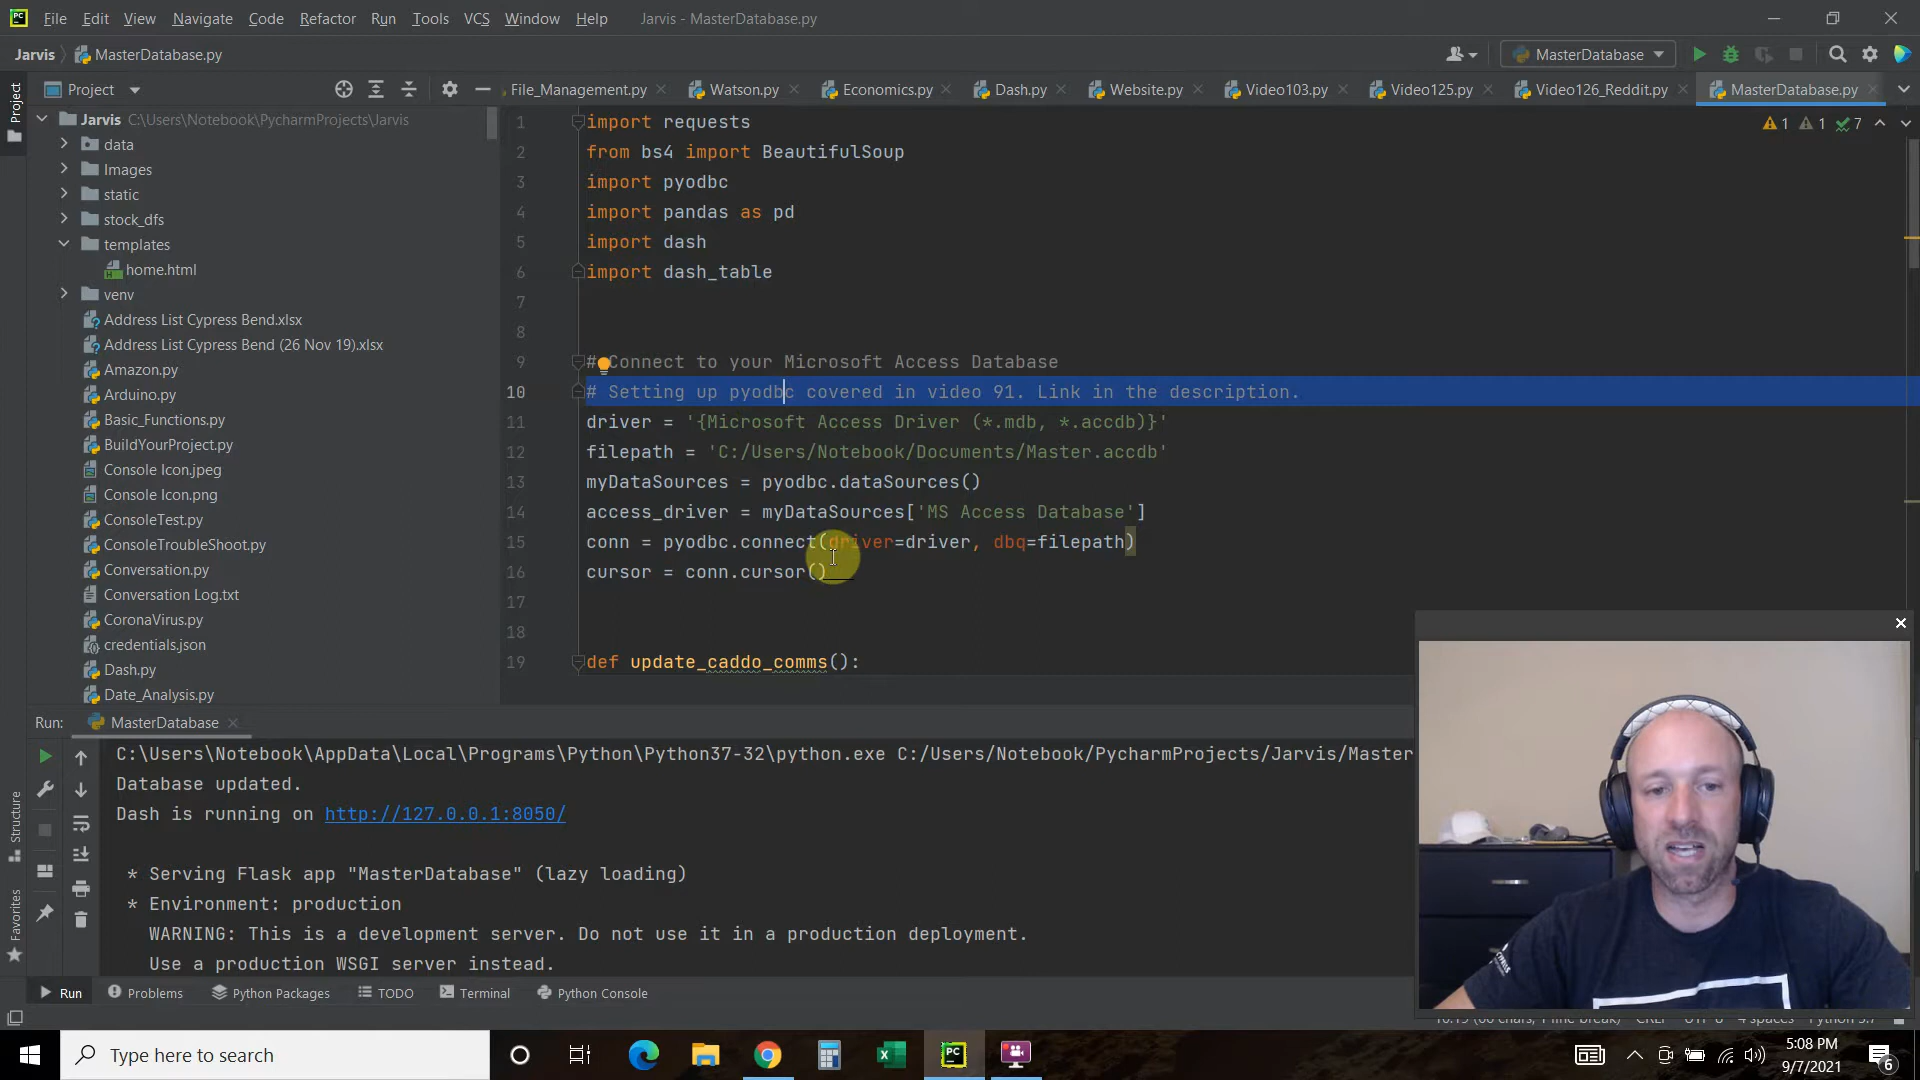 File Edit View Navigate Code Refactor Run Tools VCS Window Help Jarvis - MasterDatabase.py
Jarvis MasterDatabase.py MasterDatabase
Project File_Management.py Watson.py Economics.py Dash.py Website.py Video103.py Video125.py Video126_Reddit.py MasterDatabase.py
Project
1 1 7
Jarvis C:\Users\Notebook\PycharmProjects\Jarvis
data
Images
static
stock_dfs
templates
home.html
venv
Address List Cypress Bend.xlsx
Address List Cypress Bend (26 Nov 19).xlsx
Amazon.py
Arduino.py
Basic_Functions.py
BuildYourProject.py
Console Icon.jpeg
Console Icon.png
ConsoleTest.py
ConsoleTroubleShoot.py
Conversation.py
Conversation Log.txt
CoronaVirus.py
credentials.json
Dash.py
Date_Analysis.py
1 import requests
2 from bs4 import BeautifulSoup
3 import pyodbc
4 import pandas as pd
5 import dash
6 import dash_table
7
8
9 # Connect to your Microsoft Access Database
10 # Setting up pyodbc covered in video 91. Link in the description.
11 driver = '{Microsoft Access Driver (*.mdb, *.accdb)}'
12 filepath = 'C:/Users/Notebook/Documents/Master.accdb'
13 myDataSources = pyodbc.dataSources()
14 access_driver = myDataSources['MS Access Database']
15 conn = pyodbc.connect(driver=driver, dbq=filepath)
16 cursor = conn.cursor()
17
18
19 def update_caddo_comms():
Run: MasterDatabase
C:\Users\Notebook\AppData\Local\Programs\Python\Python37-32\python.exe C:/Users/Notebook/PycharmProjects/Jarvis/Master
Database updated.
Dash is running on http://127.0.0.1:8050/
* Serving Flask app "MasterDatabase" (lazy loading)
* Environment: production
WARNING: This is a development server. Do not use it in a production deployment.
Use a production WSGI server instead.
Structure
Favorites
Run Problems Python Packages TODO Terminal Python Console
Type here to search
5:08 PM
9/7/2021
6